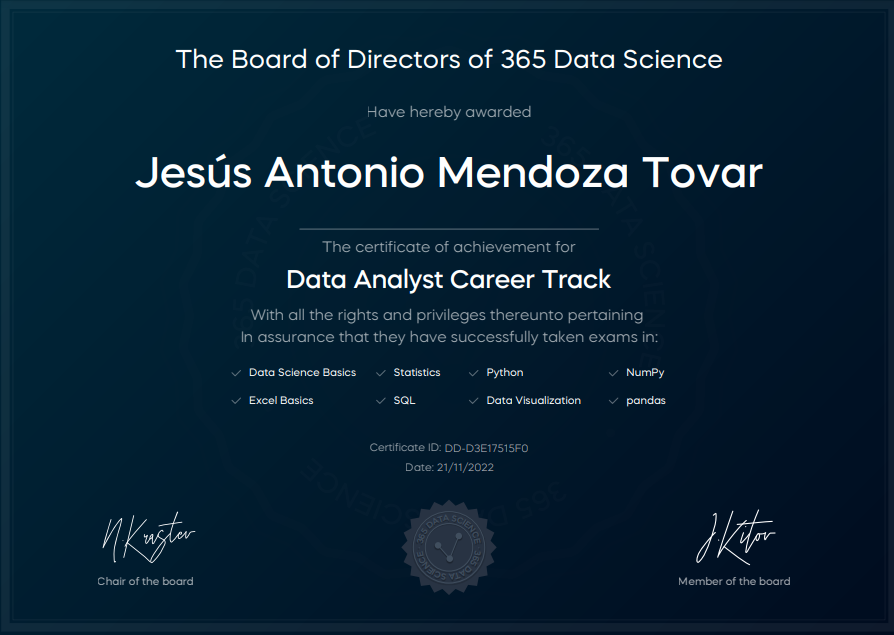 The Board of Directors of 365 Data Science
Have hereby awarded
Jesús Antonio Mendoza Tovar
The certificate of achievement for
Data Analyst Career Track
With all the rights and privileges thereunto pertaining
In assurance that they have successfully taken exams in:
Data Science Basics Statistics Python NumPy
Excel Basics SQL Data Visualization pandas
Certificate ID: DD-D3E17515F0
Date: 21/11/2022
N.Krastev
J.Kitov
365 DATA SCIENCE 365 DATA SCIENCE
Chair of the board
Member of the board